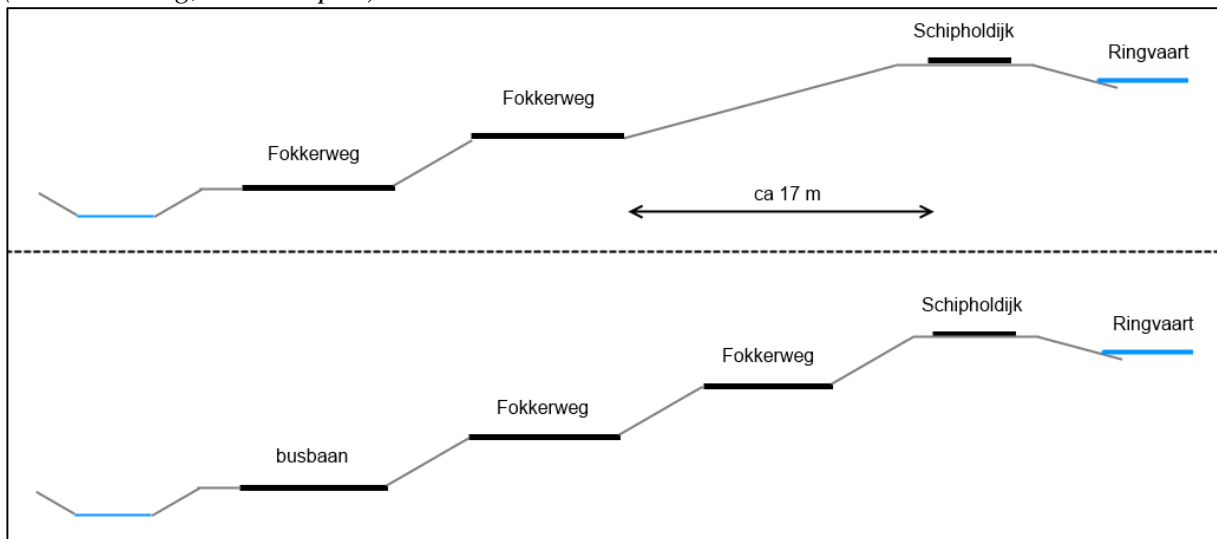 Schipholdijk
Ringvaart
Fokkerweg
Fokkerweg
ca 17 m
Schipholdijk
Ringvaart
Fokkerweg
Fokkerweg
busbaan